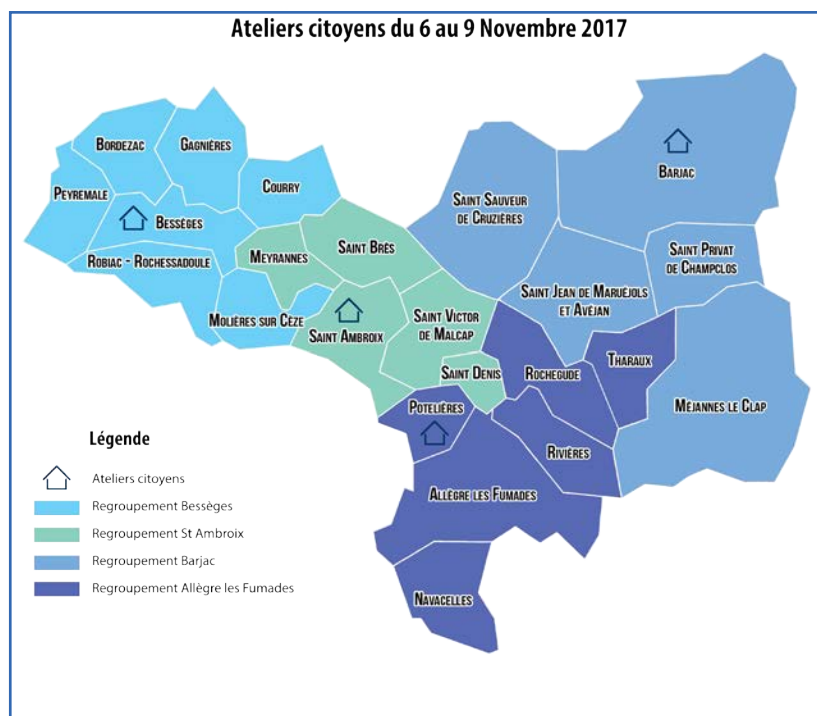 Ateliers citoyens du 6 au 9 Novembre 2017
Bordezac
Gagnières
Peyremale
Courry
Bessèges
Robiac - Rochessadoule
Meyrannes
Saint Brès
Molières sur Cèze
Saint Ambroix
Saint Victor
de Malcap
Saint Denis
Saint Sauveur
de Cruzières
Barjac
Saint Privat
de Champclos
Saint Jean de Maruéjols
et Avéjan
Tharaux
Rochegude
Méjannes le Clap
Potelières
Rivières
Allègre les Fumades
Navacelles
Légende
Ateliers citoyens
Regroupement Bessèges
Regroupement St Ambroix
Regroupement Barjac
Regroupement Allègre les Fumades